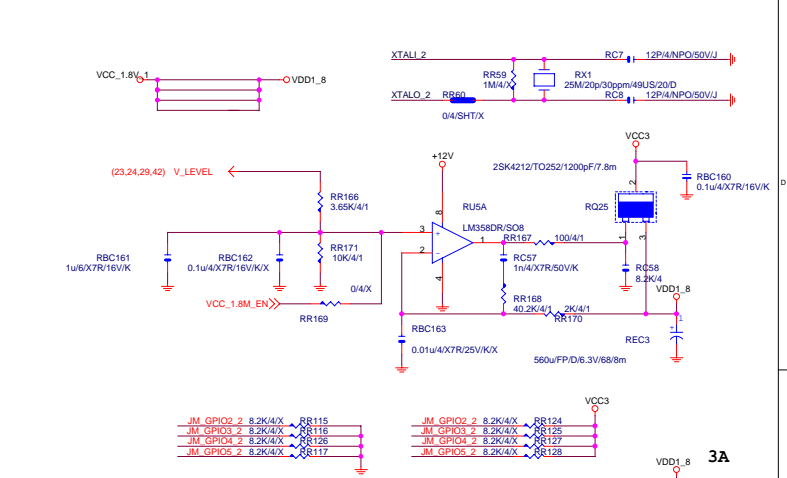 XTALI_2
RC7 12P/4/NPO/50V/J
VCC_1.8V_1
VDD1_8
RR59
1M/4/X
RX1
25M/20p/30ppm/49US/20/D
XTALO_2
RR60
RC8 12P/4/NPO/50V/J
0/4/SHT/X
VCC3
+12V
2SK4212/TO252/1200pF/7.8m
(23,24,29,42) V_LEVEL
RBC160
0.1u/4/X7R/16V/K
D
2
RR166
3.65K/4/1
8
RU5A
RQ25
LM358DR/SO8
3
+
1
2
-
4
RR167
100/4/1
1
3
RR171
10K/4/1
RBC161
1u/6/X7R/16V/K
RBC162
0.1u/4/X7R/16V/K/X
RC57
1n/4/X7R/50V/K
RC58
8.2K/4
VDD1_8
0/4/X
VCC_1.8M_EN
RR169
RR168
40.2K/4/1
2K/4/1
RR170
1
RBC163
REC3
0.01u/4/X7R/25V/K/X
560u/FP/D/6.3V/68/8m
VCC3
JM_GPIO2_2 8.2K/4/X RR115
JM_GPIO3_2 8.2K/4/X RR116
JM_GPIO4_2 8.2K/4/X RR126
JM_GPIO5_2 8.2K/4/X RR117
JM_GPIO2_2 8.2K/4/X RR124
JM_GPIO3_2 8.2K/4/X RR125
JM_GPIO4_2 8.2K/4/X RR127
JM_GPIO5_2 8.2K/4/X RR128
VDD1_8
3A